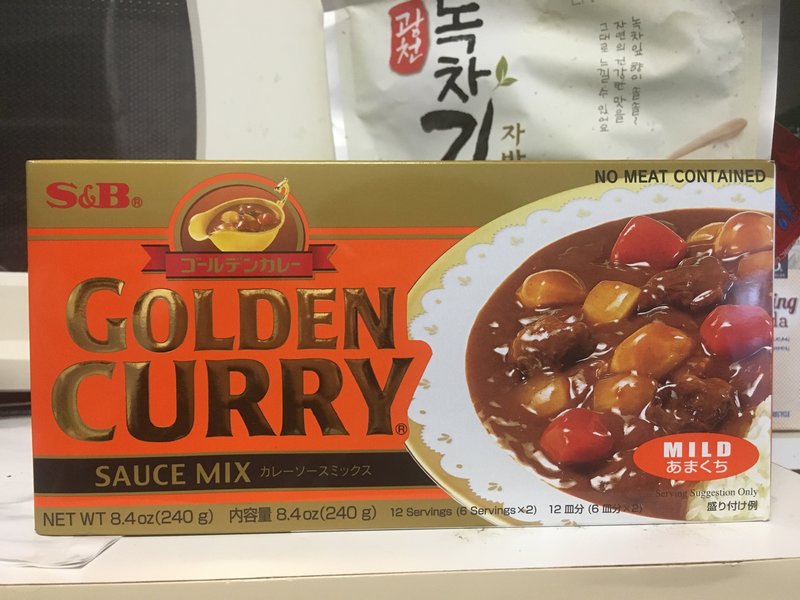 광천
녹차김
자반
녹차잎 향이 솔솔~
자연의 건강한 맛을
그대로 느낄 수 있어요
NO MEAT CONTAINED
S&B®
ゴールデンカレー
GOLDEN
CURRY®
SAUCE MIX カレーソースミックス
MILD
あまくち
Serving Suggestion Only
盛り付け例
NET WT 8.4oz(240 g) 内容量 8.4oz(240 g) 12 Servings (6 Servings×2) 12 皿分 (6 皿分×2)